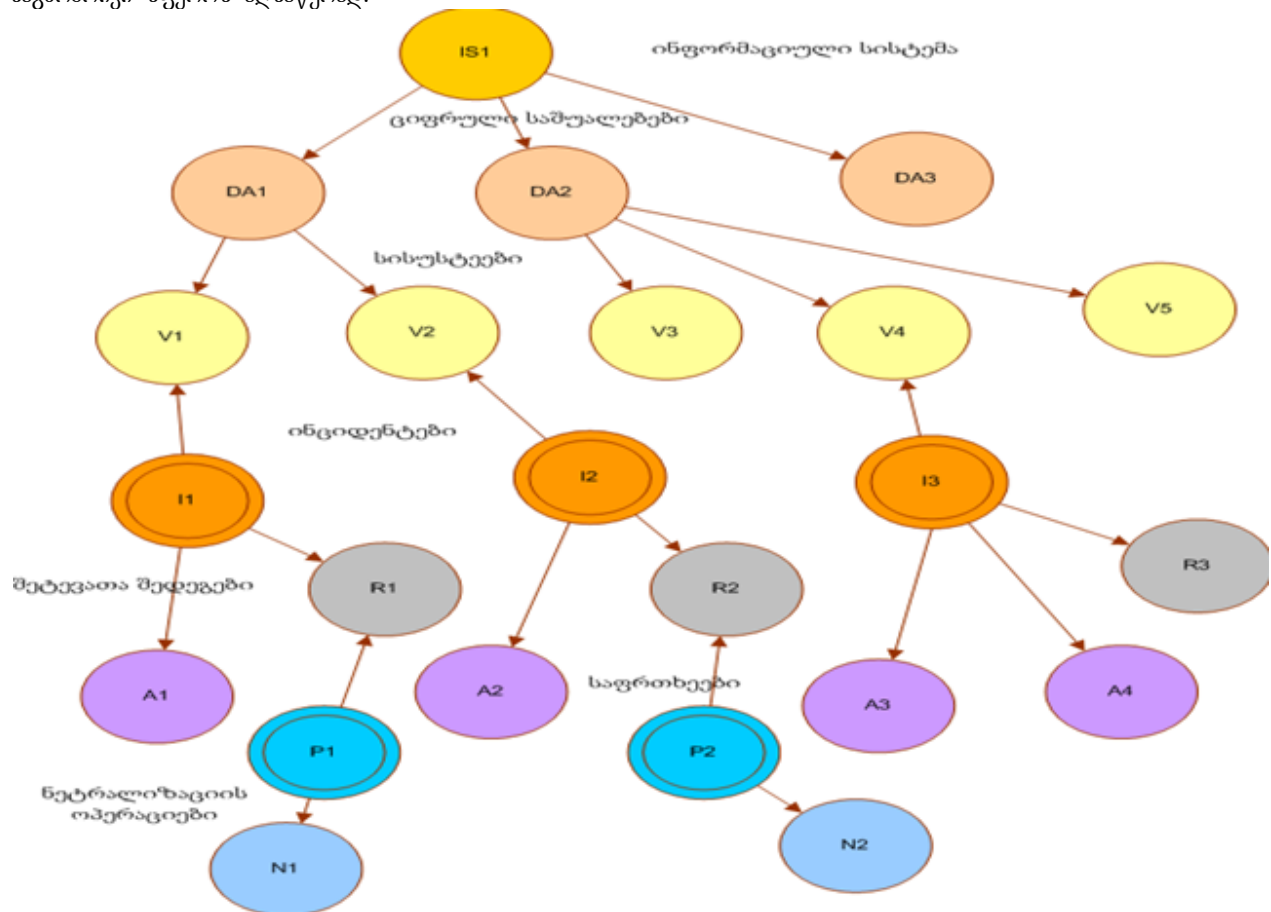 IS1
ინფორმაციული სისტემა
ციფრული საშუალებები
DA1
DA2
DA3
სისუსტეები
V1
V2
V3
V4
V5
ინციდენტები
I1
I2
I3
შეტევათა შედეგები
R1
R2
R3
A1
A2
საფრთხეები
A3
A4
P1
P2
ნეტრალიზაციის
ოპერაციები
N1
N2